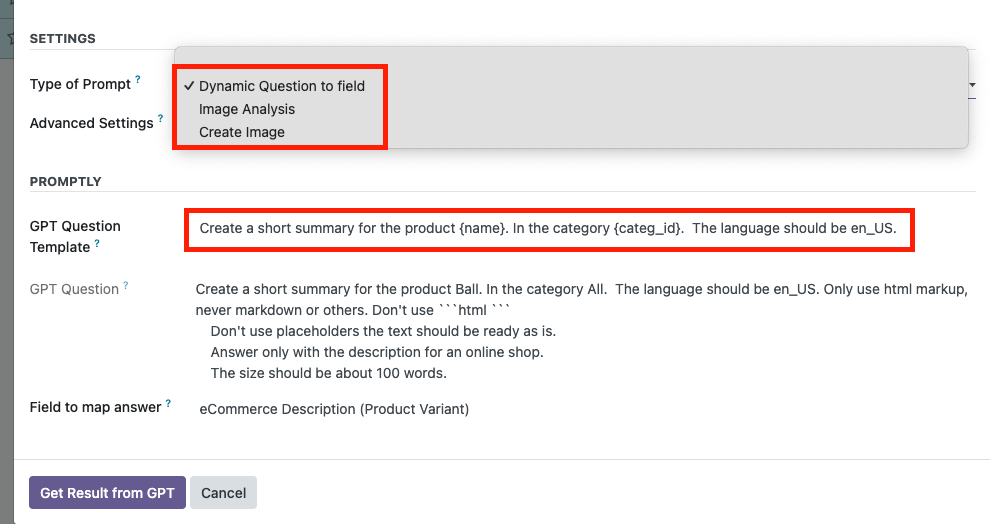 SETTINGS
Type of Prompt ?
✓ Dynamic Question to field
Image Analysis
Create Image
Advanced Settings ?
PROMPTLY
GPT Question
Template ?
Create a short summary for the product {name}. In the category {categ_id}.  The language should be en_US.
GPT Question ?
Create a short summary for the product Ball. In the category All.  The language should be en_US. Only use html markup,
never markdown or others. Don't use ```html ```
Don't use placeholders the text should be ready as is.
Answer only with the description for an online shop.
The size should be about 100 words.
Field to map answer ?
eCommerce Description (Product Variant)
Get Result from GPT
Cancel